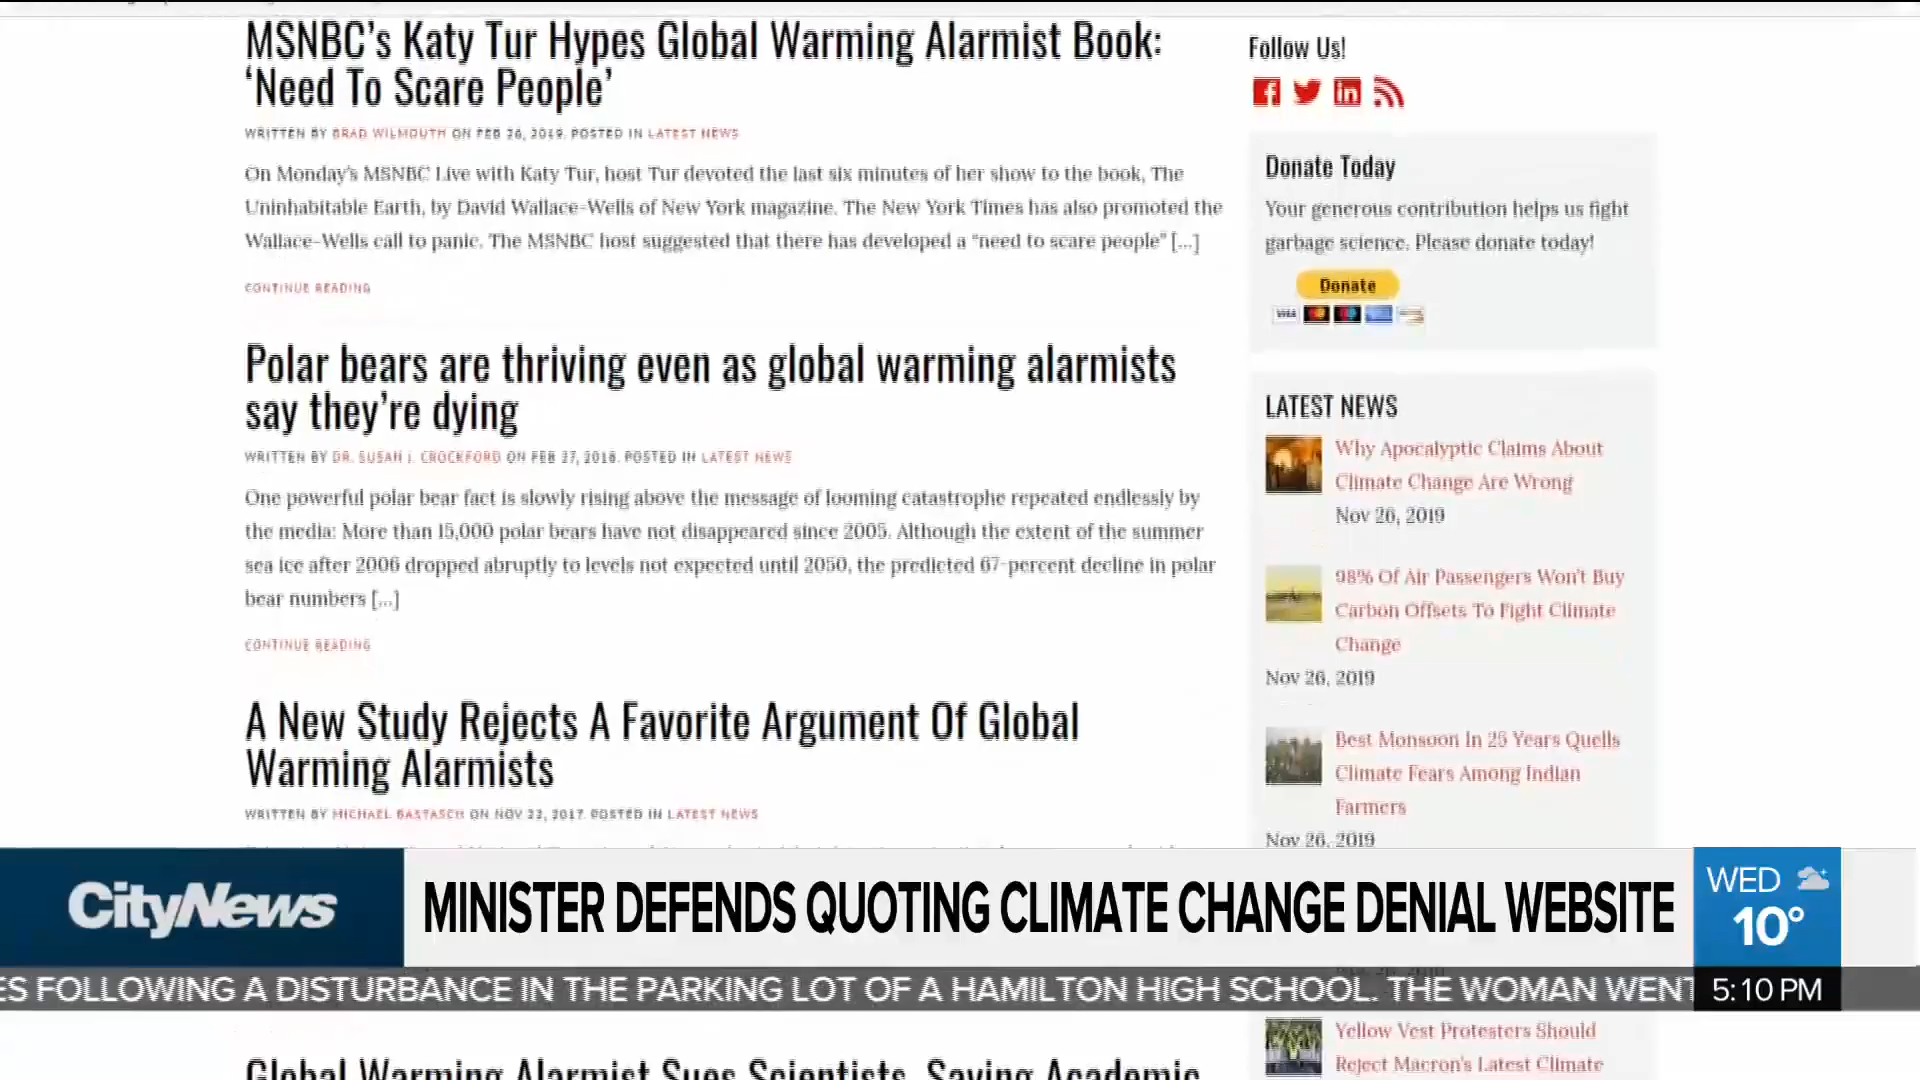 MSNBC's Katy Tur Hypes Global Warming Alarmist Book:
'Need To Scare People'
WRITTEN BY BRAD WILMOUTH ON FEB 26, 2019. POSTED IN LATEST NEWS
On Monday's MSNBC Live with Katy Tur, host Tur devoted the last six minutes of her show to the book, The
Uninhabitable Earth, by David Wallace-Wells of New York magazine. The New York Times has also promoted the
Wallace-Wells call to panic. The MSNBC host suggested that there has developed a "need to scare people" [...]
CONTINUE READING
Polar bears are thriving even as global warming alarmists
say they're dying
WRITTEN BY DR. SUSAN J. CROCKFORD ON FEB 27, 2018. POSTED IN LATEST NEWS
One powerful polar bear fact is slowly rising above the message of looming catastrophe repeated endlessly by
the media: More than 15,000 polar bears have not disappeared since 2005. Although the extent of the summer
sea ice after 2006 dropped abruptly to levels not expected until 2050, the predicted 67-percent decline in polar
bear numbers [...]
CONTINUE READING
A New Study Rejects A Favorite Argument Of Global
Warming Alarmists
WRITTEN BY MICHAEL BASTASCH ON NOV 22, 2017. POSTED IN LATEST NEWS
Global Warming Alarmist Sues Scientists, Saying Academic
Follow Us!
Donate Today
Your generous contribution helps us fight
garbage science. Please donate today!
Donate
VISA
LATEST NEWS
Why Apocalyptic Claims About
Climate Change Are Wrong
Nov 26, 2019
98% Of Air Passengers Won't Buy
Carbon Offsets To Fight Climate
Change
Nov 26, 2019
Best Monsoon In 25 Years Quells
Climate Fears Among Indian
Farmers
Nov 26, 2019
Yellow Vest Protesters Should
Reject Macron's Latest Climate
CityNews
MINISTER DEFENDS QUOTING CLIMATE CHANGE DENIAL WEBSITE
WED
10°
ES FOLLOWING A DISTURBANCE IN THE PARKING LOT OF A HAMILTON HIGH SCHOOL. THE WOMAN WENT
5:10 PM